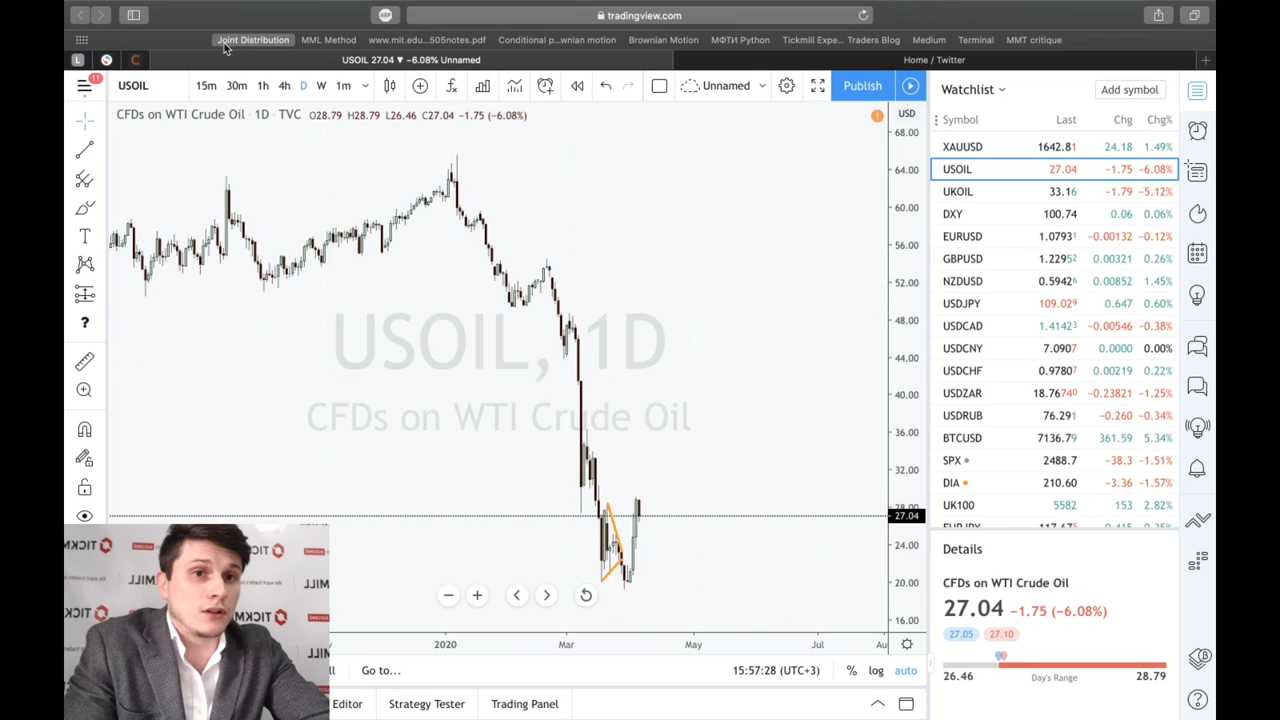 ABP
tradingview.com
Joint Distribution MML Method www.mit.edu...505notes.pdf Conditional p...wnian motion Brownian Motion МФТИ Python Tickmill Expe... Traders Blog Medium Terminal MMT critique
L C USOIL 27.04 ▼ −6.08% Unnamed Home / Twitter
11 USOIL 15m 30m 1h 4h D W 1m Unnamed Publish
CFDs on WTI Crude Oil · 1D · TVC O28.79 H28.79 L26.46 C27.04 −1.75 (−6.08%)
USD
68.00
64.00
60.00
56.00
52.00
48.00
44.00
40.00
36.00
32.00
28.00
27.04
24.00
20.00
16.00
USOIL, 1D
CFDs on WTI Crude Oil
2020 Mar May Jul
Go to...
15:57:28 (UTC+3) % log auto
Editor Strategy Tester Trading Panel
Watchlist Add symbol
Symbol Last Chg Chg%
XAUUSD 1642.81 24.18 1.49%
USOIL 27.04 −1.75 −6.08%
UKOIL 33.16 −1.79 −5.12%
DXY 100.74 0.06 0.06%
EURUSD 1.07931 −0.00132 −0.12%
GBPUSD 1.22952 0.00321 0.26%
NZDUSD 0.59426 0.00852 1.45%
USDJPY 109.029 0.647 0.60%
USDCAD 1.41423 −0.00546 −0.38%
USDCNY 7.0907 0.0000 0.00%
USDCHF 0.97807 0.00219 0.22%
USDZAR 18.76740 −0.23821 −1.25%
USDRUB 76.291 −0.260 −0.34%
BTCUSD 7136.79 361.59 5.34%
SPX 2488.7 −38.3 −1.51%
DIA 210.60 −3.36 −1.57%
UK100 5582 153 2.82%
Details
CFDs on WTI Crude Oil
27.04 −1.75 (−6.08%)
27.05 27.10
26.46 Day's Range 28.79
TICKMILL